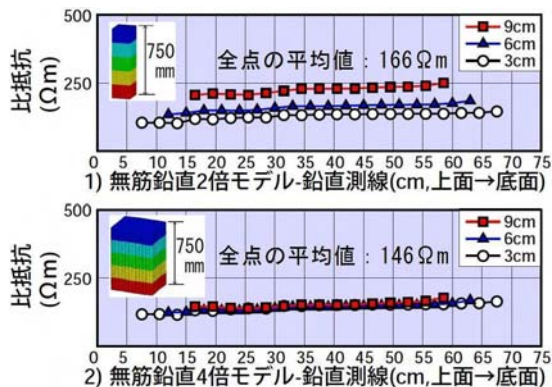 500
250
比抵抗
(Ωm)
750
mm
全点の平均値：166Ωm
9cm
6cm
3cm
0 5 10 15 20 25 30 35 40 45 50 55 60 65 70 75
1) 無筋鉛直2倍モデル-鉛直測線(cm,上面→底面)
500
250
比抵抗
(Ωm)
750
mm
全点の平均値：146Ωm
9cm
6cm
3cm
0 5 10 15 20 25 30 35 40 45 50 55 60 65 70 75
2) 無筋鉛直4倍モデル-鉛直測線(cm,上面→底面)